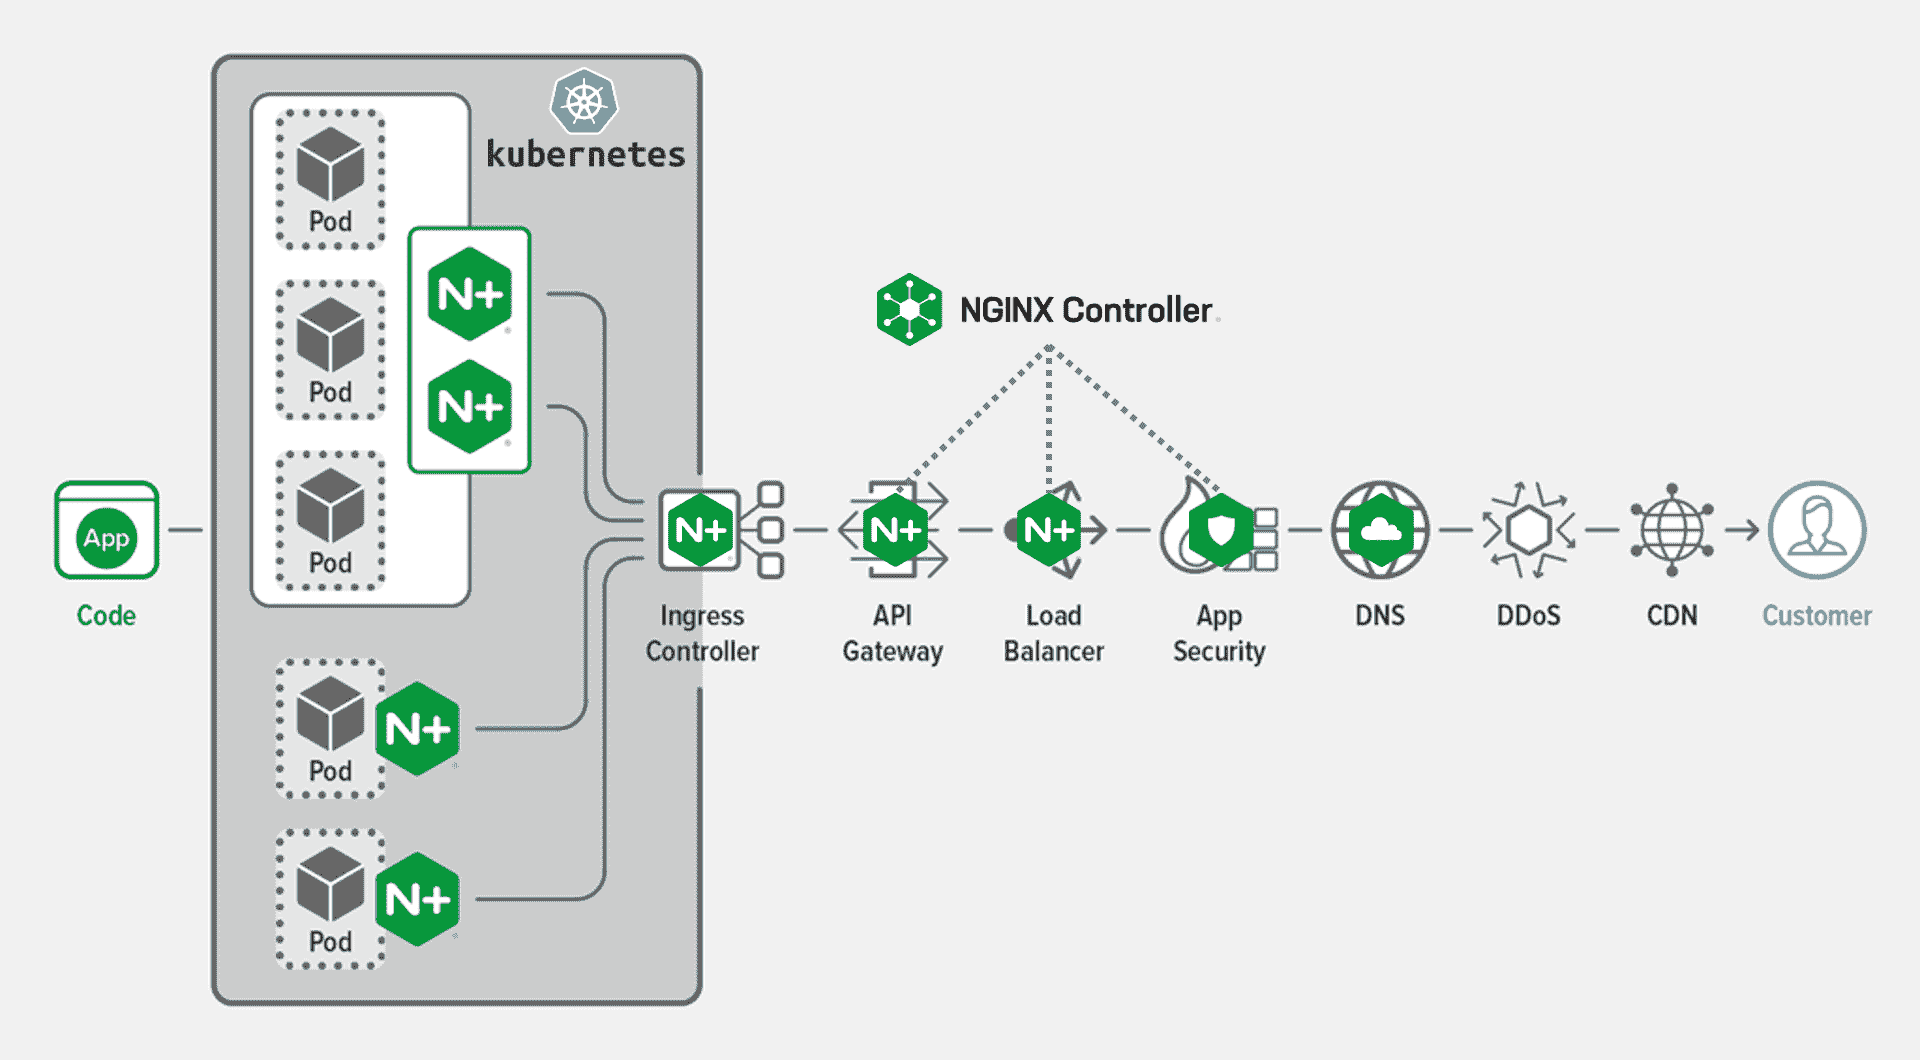 kubernetes
Pod
Pod
Pod
Pod
Pod
N+
N+
N+
N+
App
Code
NGINX Controller
N+
Ingress
Controller
N+
API
Gateway
N+
Load
Balancer
App
Security
DNS
DDoS
CDN
Customer